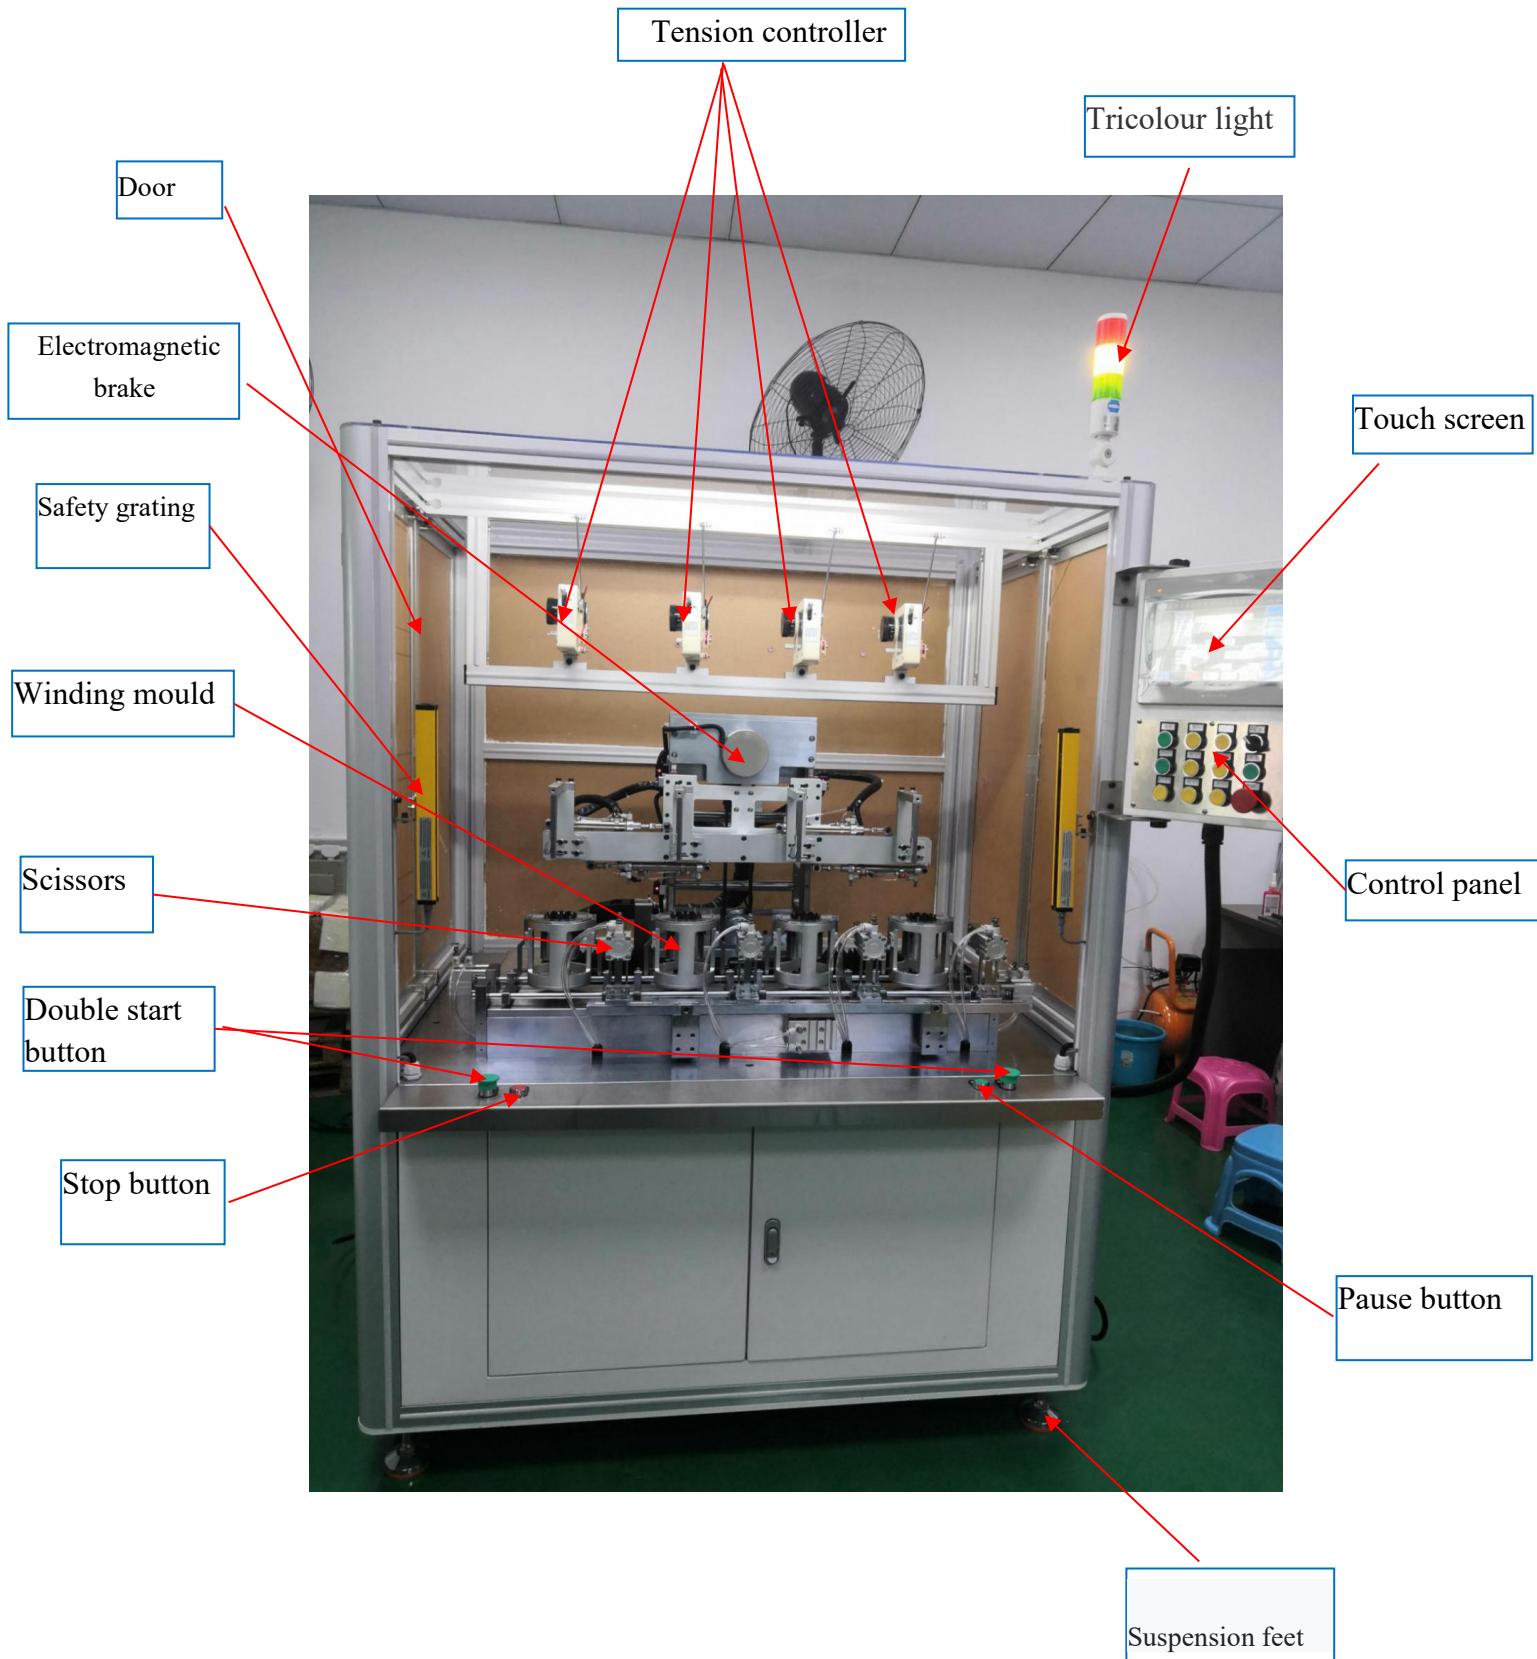 Tension controller
Tricolour light
Door
Electromagnetic
brake
Touch screen
Safety grating
Winding mould
Scissors
Control panel
Double start
button
Stop button
Pause button
Suspension feet